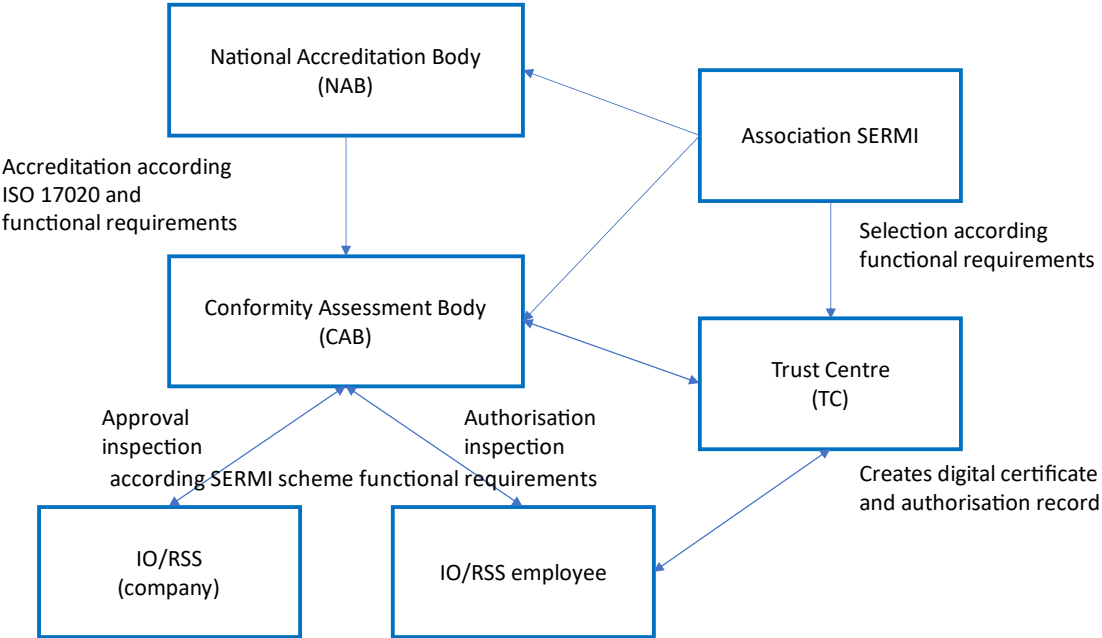 National Accreditation Body
(NAB)
Association SERMI
Accreditation according
ISO 17020 and
functional requirements
Selection according
functional requirements
Conformity Assessment Body
(CAB)
Trust Centre
(TC)
Approval
inspection
Authorisation
inspection
according SERMI scheme functional requirements
Creates digital certificate
and authorisation record
IO/RSS
(company)
IO/RSS employee